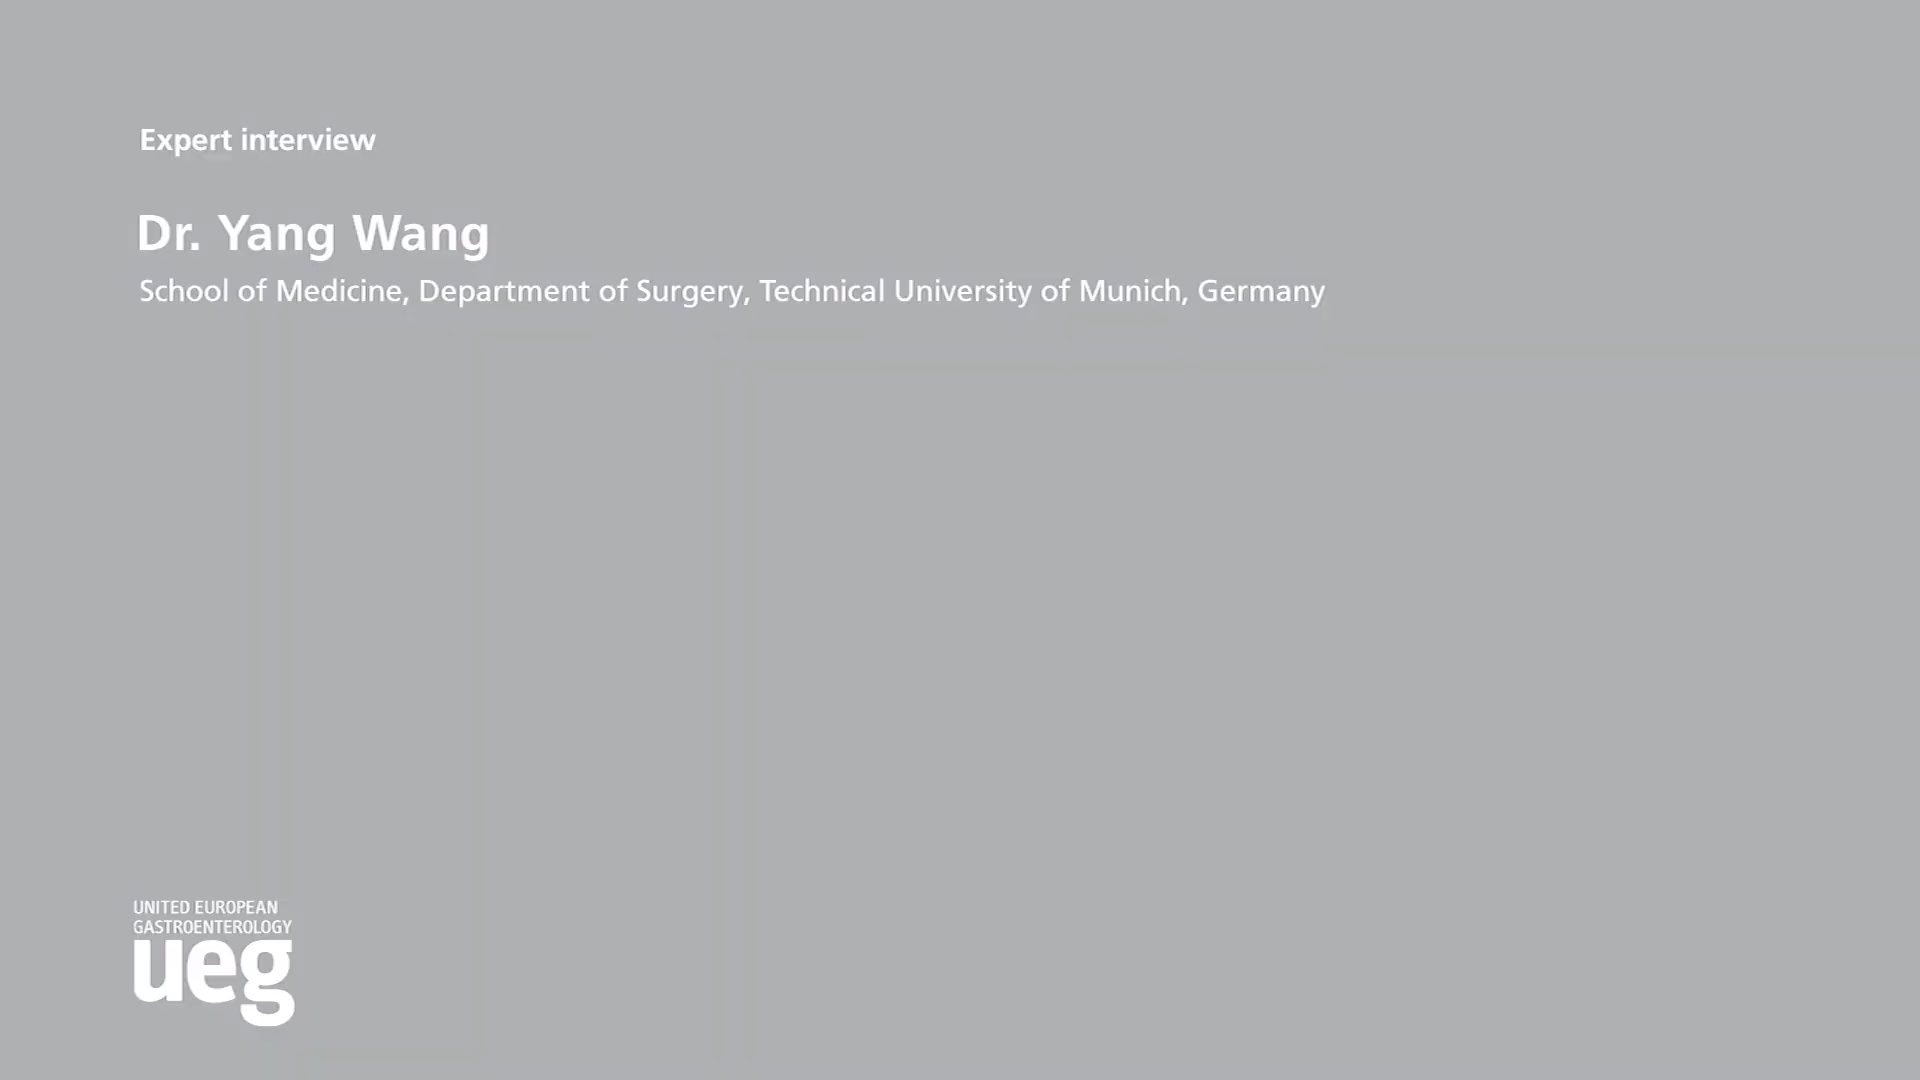 Expert interview
Dr. Yang Wang
School of Medicine, Department of Surgery, Technical University of Munich, Germany
UNITED EUROPEAN
GASTROENTEROLOGY
ueg